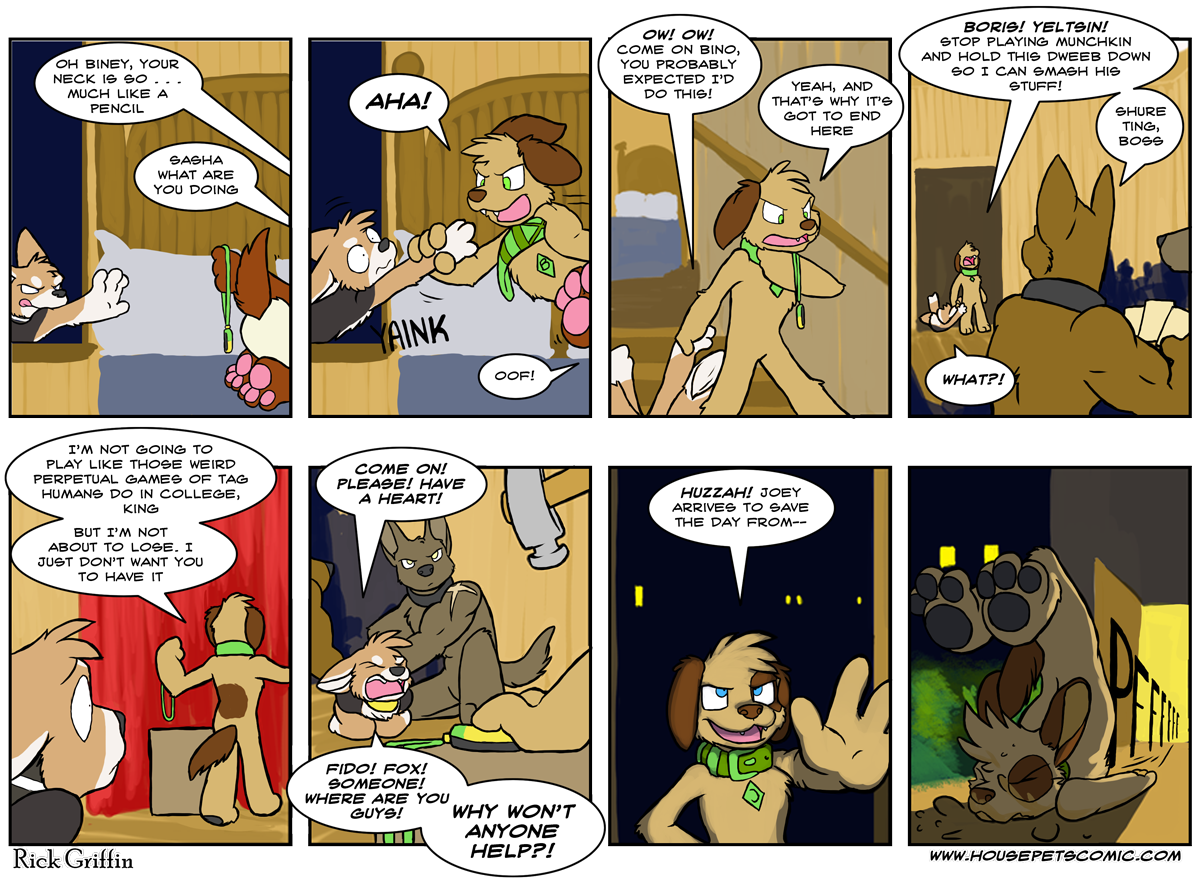 OH BINEY, YOUR
NECK IS SO . . .
MUCH LIKE A
PENCIL
SASHA
WHAT ARE
YOU DOING
AHA!
YAINK
OOF!
OW! OW!
COME ON BINO,
YOU PROBABLY
EXPECTED I'D
DO THIS!
YEAH, AND
THAT'S WHY IT'S
GOT TO END
HERE
BORIS! YELTSIN!
STOP PLAYING MUNCHKIN
AND HOLD THIS DWEEB DOWN
SO I CAN SMASH HIS
STUFF!
SHURE
TING,
BOSS
WHAT?!
I'M NOT GOING TO
PLAY LIKE THOSE WEIRD
PERPETUAL GAMES OF TAG
HUMANS DO IN COLLEGE,
KING
BUT I'M NOT
ABOUT TO LOSE. I
JUST DON'T WANT YOU
TO HAVE IT
COME ON!
PLEASE! HAVE
A HEART!
FIDO! FOX!
SOMEONE!
WHERE ARE YOU
GUYS!
WHY WON'T
ANYONE
HELP?!
HUZZAH! JOEY
ARRIVES TO SAVE
THE DAY FROM--
PFFFF!!!
Rick Griffin
WWW.HOUSEPETSCOMIC.COM